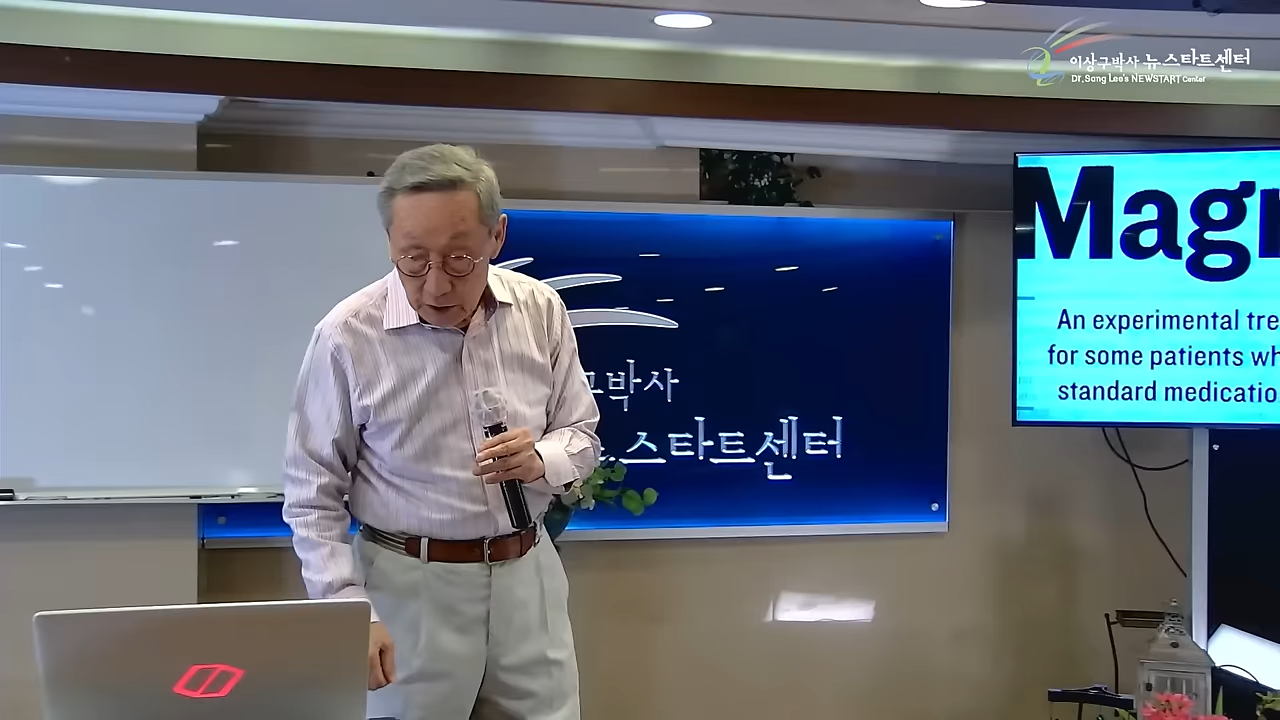 이상구박사 뉴스타트센터
Dr.Sang Lee's NEWSTART Center
Magn
An experimental tre
for some patients wh
standard medicatio
구박사
스타트센터